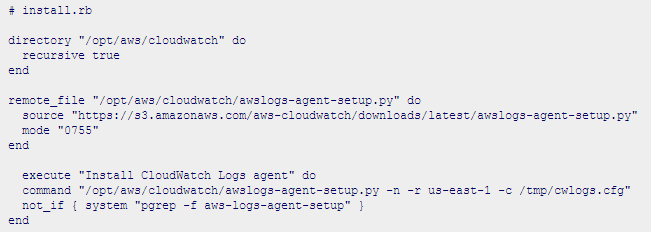 # install.rb

directory "/opt/aws/cloudwatch" do
  recursive true
end

remote_file "/opt/aws/cloudwatch/awslogs-agent-setup.py" do
  source "https://s3.amazonaws.com/aws-cloudwatch/downloads/latest/awslogs-agent-setup.py"
  mode "0755"
end

  execute "Install CloudWatch Logs agent" do
  command "/opt/aws/cloudwatch/awslogs-agent-setup.py -n -r us-east-1 -c /tmp/cwlogs.cfg"
  not_if { system "pgrep -f aws-logs-agent-setup" }
end